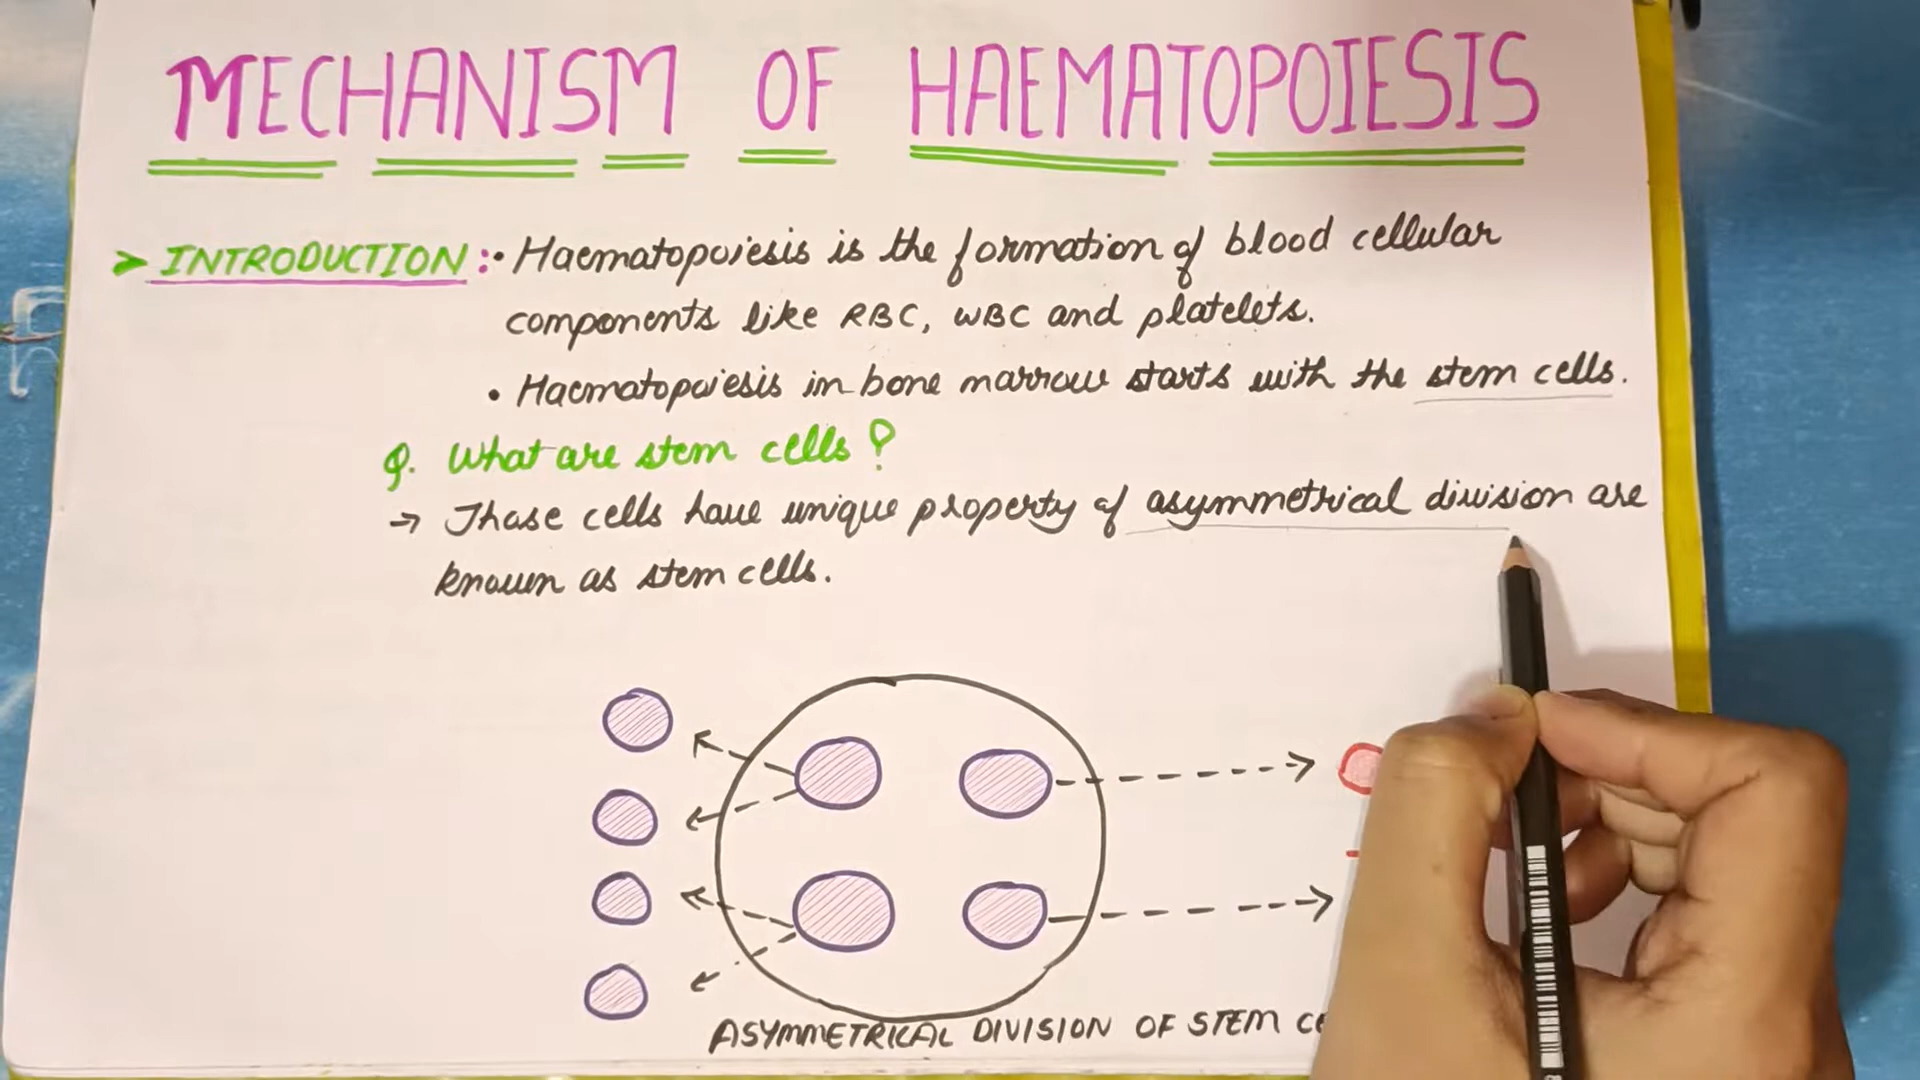 MECHANISM OF HAEMATOPOIESIS
➤ INTRODUCTION :• Haematopoiesis is the formation of blood cellular
components like RBC, WBC and platelets.
• Haematopoiesis in bone marrow starts with the stem cells.
Q. What are stem cells?
→ Those cells have unique property of asymmetrical division are
known as stem cells.
ASYMMETRICAL DIVISION OF STEM